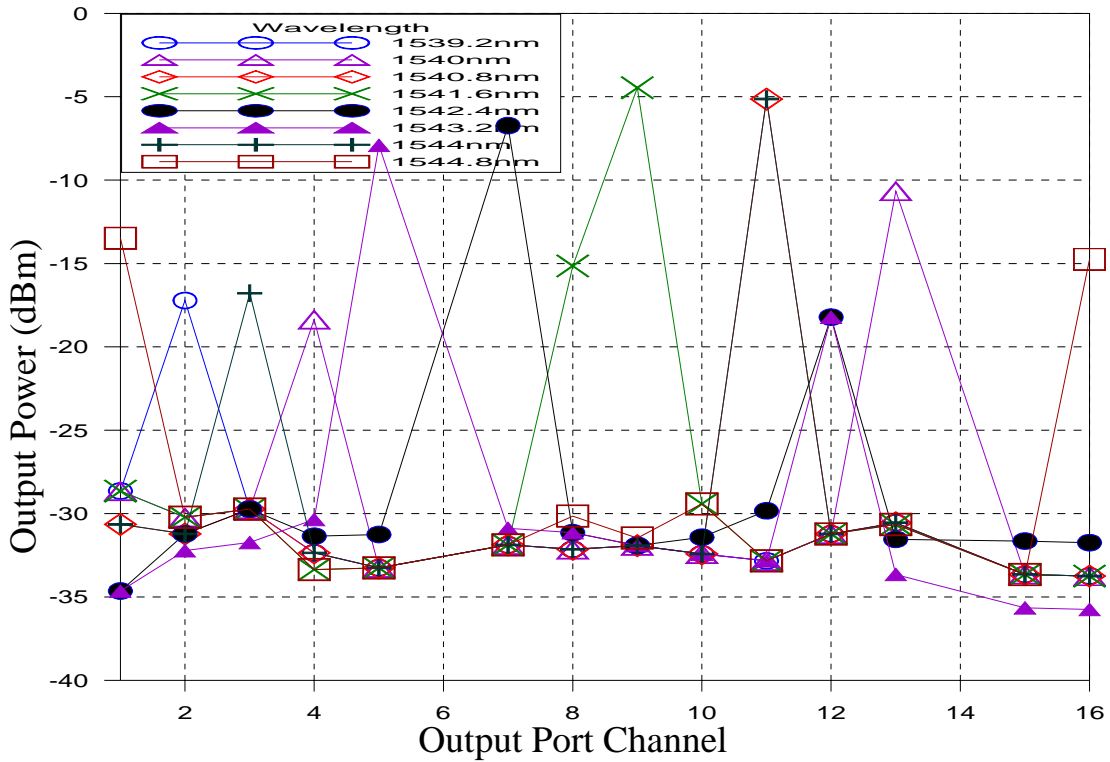 0
-5
-10
-15
-20
-25
-30
-35
-40
Output Power (dBm)
Wavelength
1539.2nm
1540nm
1540.8nm
1541.6nm
1542.4nm
1543.2nm
1544nm
1544.8nm
2 4 6 8 10 12 14 16
Output Port Channel